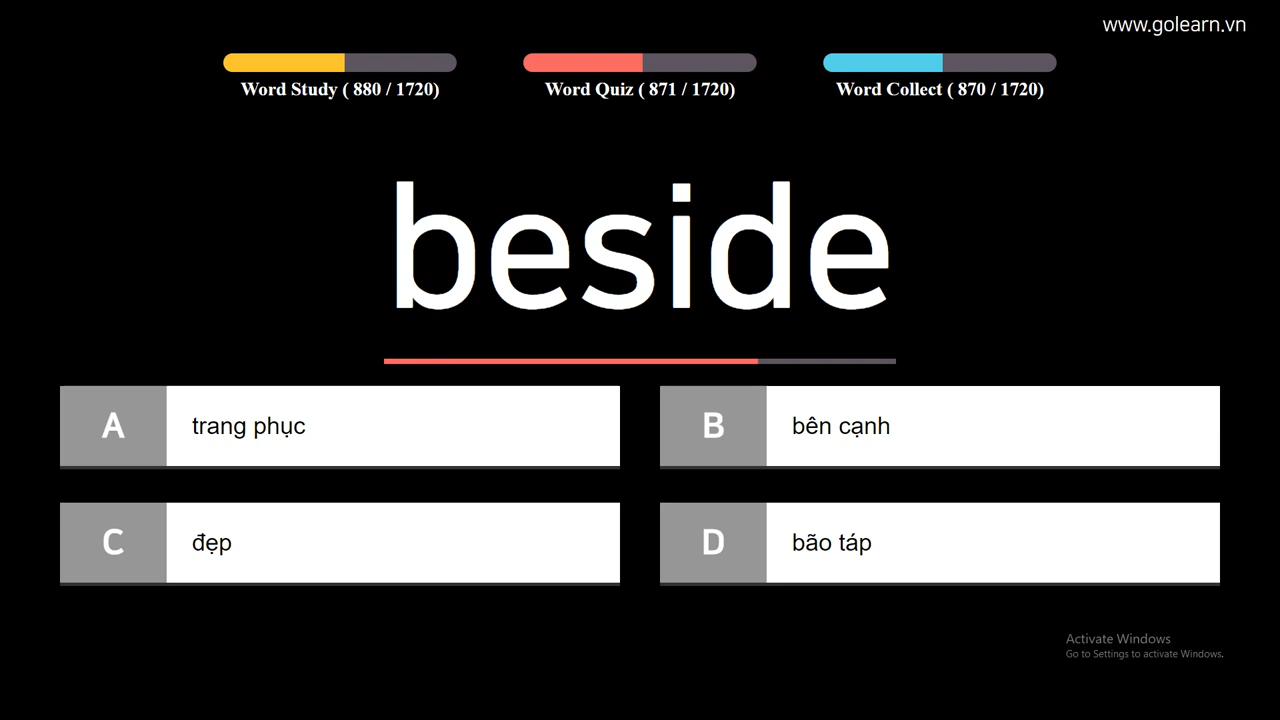 www.golearn.vn
Word Study ( 880 / 1720)
Word Quiz ( 871 / 1720)
Word Collect ( 870 / 1720)
beside
A trang phục
B bên cạnh
C đẹp
D bão táp
Activate Windows
Go to Settings to activate Windows.